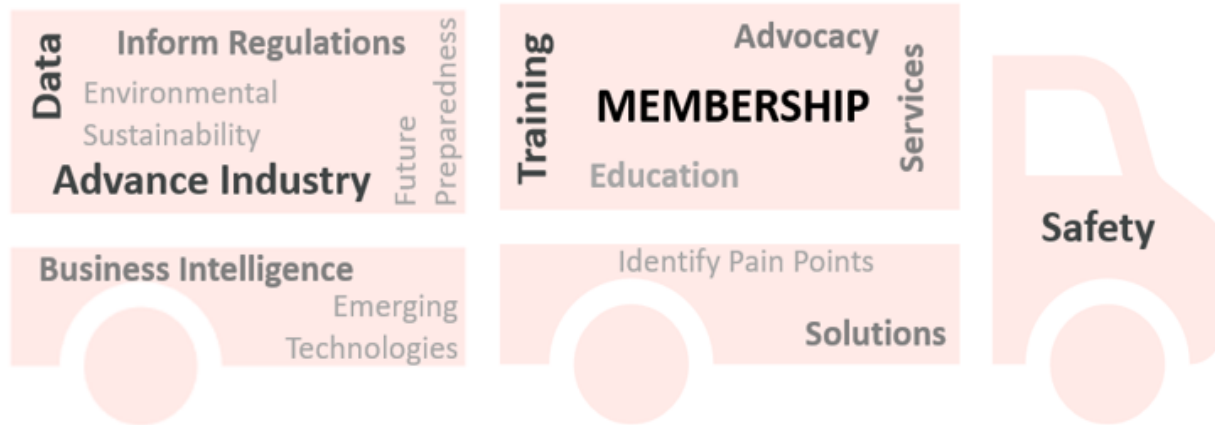 Data
Inform Regulations
Environmental
Sustainability
Advance Industry
Future
Preparedness
Training
Advocacy
MEMBERSHIP
Education
Services
Safety
Business Intelligence
Emerging
Technologies
Identify Pain Points
Solutions